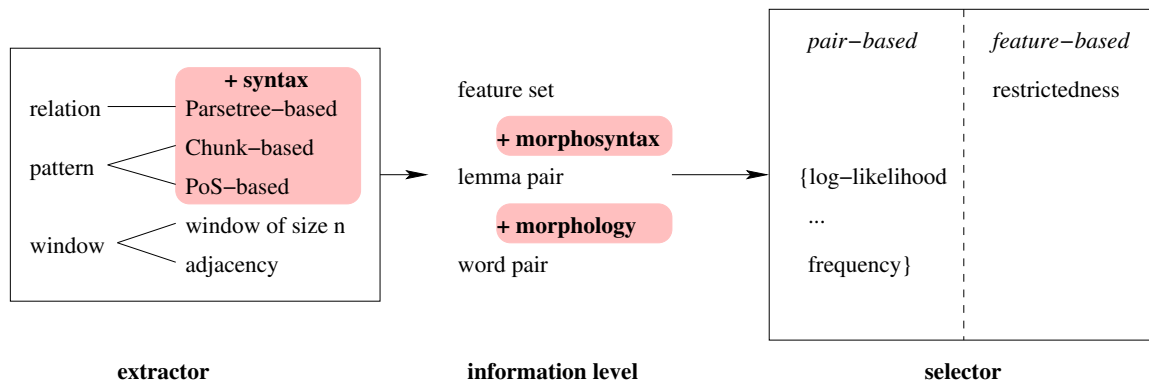 + syntax
relation
Parsetree−based
pattern
Chunk−based
PoS−based
window
window of size n
adjacency
extractor
feature set
+ morphosyntax
lemma pair
+ morphology
word pair
information level
pair−based
feature−based
restrictedness
{log−likelihood
...
frequency}
selector